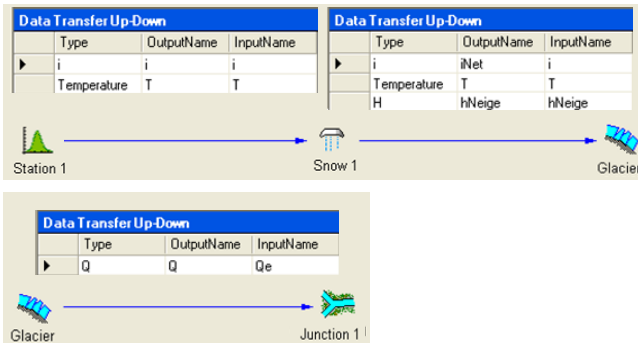 Data Transfer Up-Down
Type OutputName InputName
i i i
Temperature T T
Data Transfer Up-Down
Type OutputName InputName
i iNet i
Temperature T T
H hNeige hNeige
Station 1
Snow 1
Glacier
Data Transfer Up-Down
Type OutputName InputName
Q Q Qe
Glacier
Junction 1